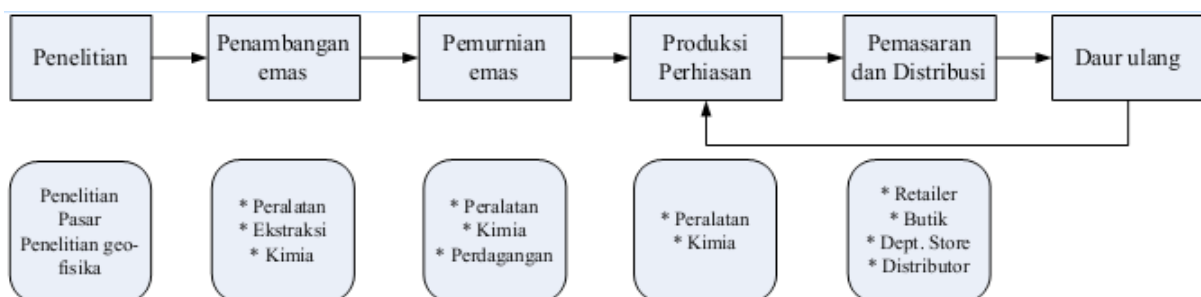 Penelitian
Penambangan
emas
Pemurnian
emas
Produksi
Perhiasan
Pemasaran
dan Distribusi
Daur ulang
Penelitian
Pasar
Penelitian geo-
fisika
* Peralatan
* Ekstraksi
* Kimia
* Peralatan
* Kimia
* Perdagangan
* Peralatan
* Kimia
* Retailer
* Butik
* Dept. Store
* Distributor